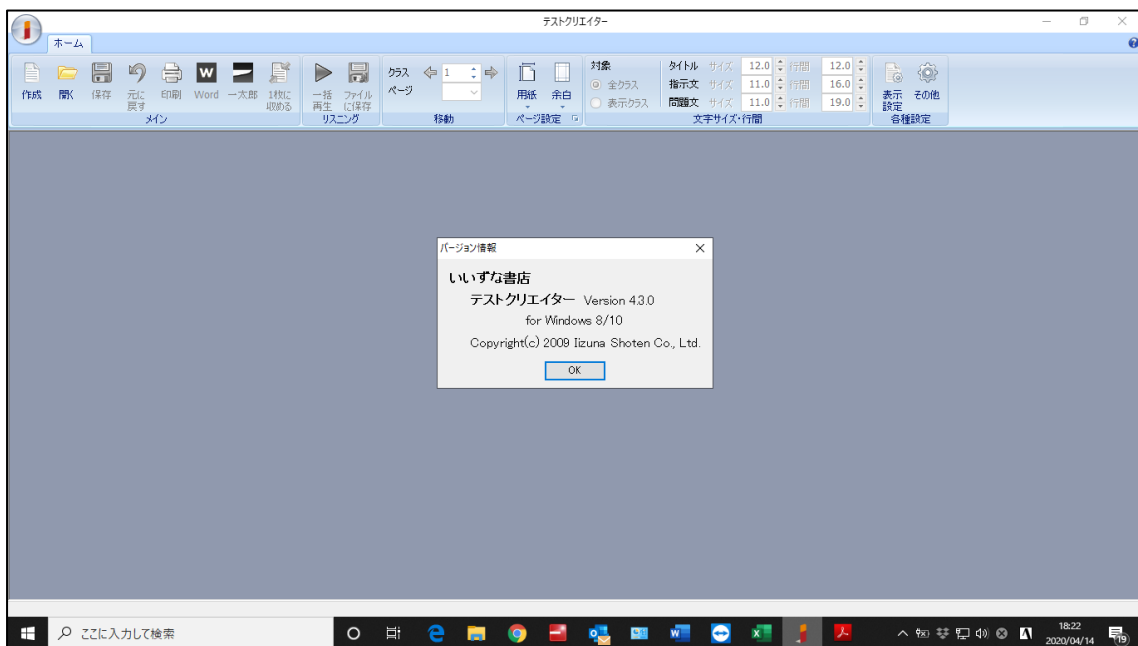 テストクリエイター
ホーム
作成 開く 保存 元に戻す 印刷 Word 一太郎 1枚に収める
メイン
一括再生 ファイルに保存
リスニング
クラス 1
ページ
移動
用紙 余白
ページ設定
対象
全クラス
表示クラス
タイトル サイズ 12.0 行間 12.0
指示文 サイズ 11.0 行間 16.0
問題文 サイズ 11.0 行間 19.0
文字サイズ・行間
表示設定 その他
各種設定
バージョン情報
いいずな書店
テストクリエイター Version 4.3.0
for Windows 8/10
Copyright(c) 2009 Iizuna Shoten Co., Ltd.
OK
ここに入力して検索
18:22
2020/04/14
19